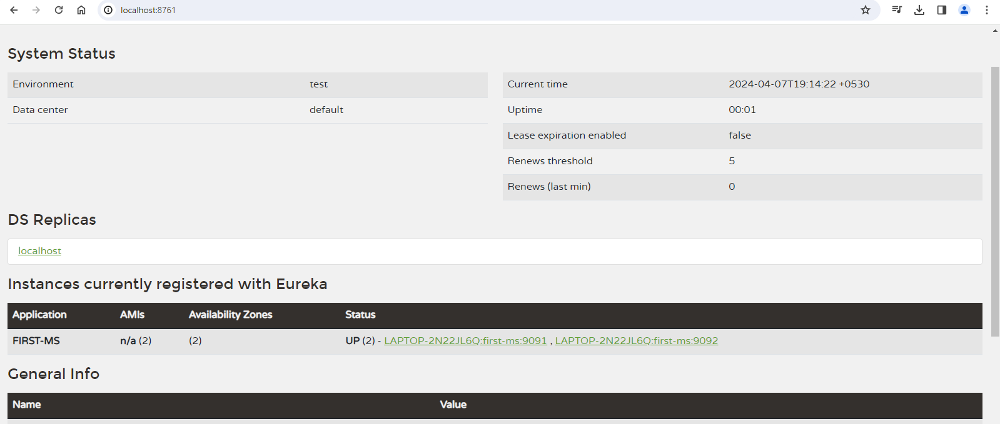 localhost:8761
System Status
Environment test
Data center default
Current time 2024-04-07T19:14:22 +0530
Uptime 00:01
Lease expiration enabled false
Renews threshold 5
Renews (last min) 0
DS Replicas
localhost
Instances currently registered with Eureka
Application AMIs Availability Zones Status
FIRST-MS n/a (2) (2) UP (2) - LAPTOP-2N22JL6Q:first-ms:9091 , LAPTOP-2N22JL6Q:first-ms:9092
General Info
Name Value